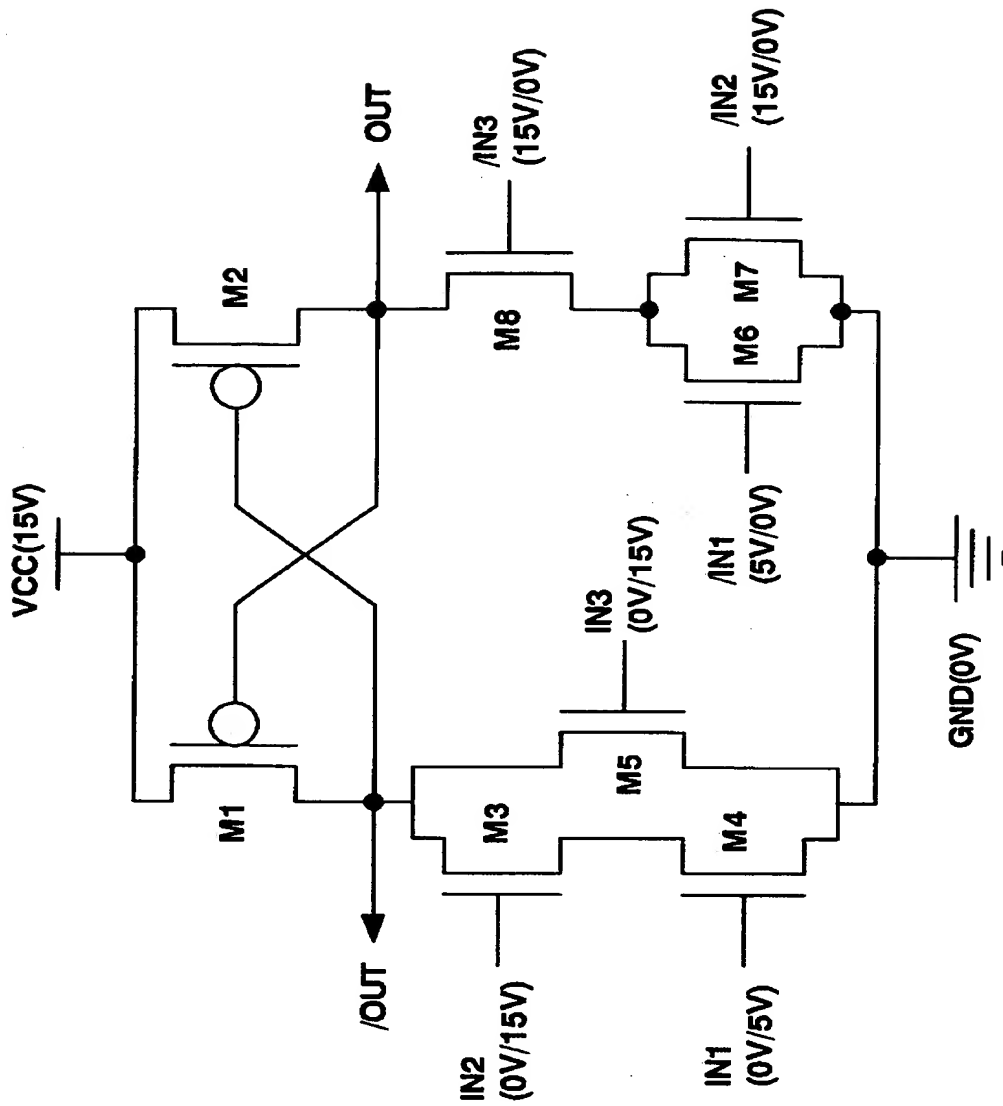 VCC(15V)
M1
M2
/OUT
OUT
IN2
(0V/15V)
M3
M5
IN3
(0V/15V)
M8
/IN3
(15V/0V)
IN1
(0V/5V)
M4
/IN1
(5V/0V)
M6
M7
/IN2
(15V/0V)
GND(0V)